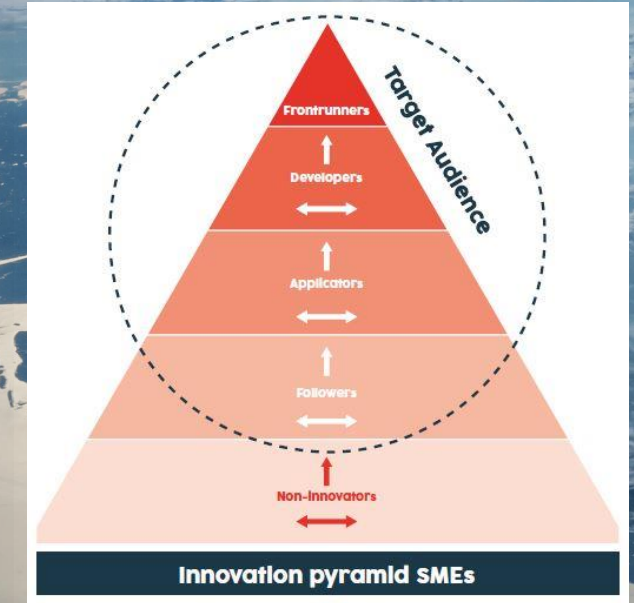 Frontrunners
Target Audience
Developers
Applicators
Followers
Non-innovators
Innovation pyramid SMEs